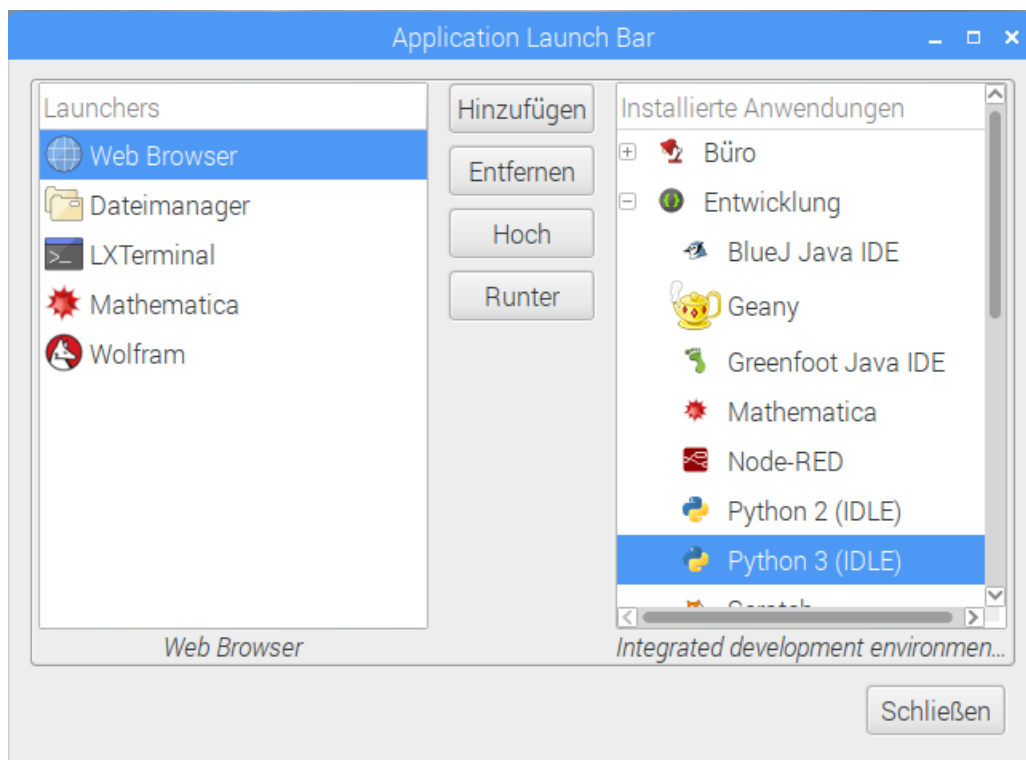 Application Launch Bar
Launchers
Web Browser
Dateimanager
LXTerminal
Mathematica
Wolfram
Web Browser
Hinzufügen
Entfernen
Hoch
Runter
Installierte Anwendungen
Büro
Entwicklung
BlueJ Java IDE
Geany
Greenfoot Java IDE
Mathematica
Node-RED
Python 2 (IDLE)
Python 3 (IDLE)
Integrated development environmen...
Schließen